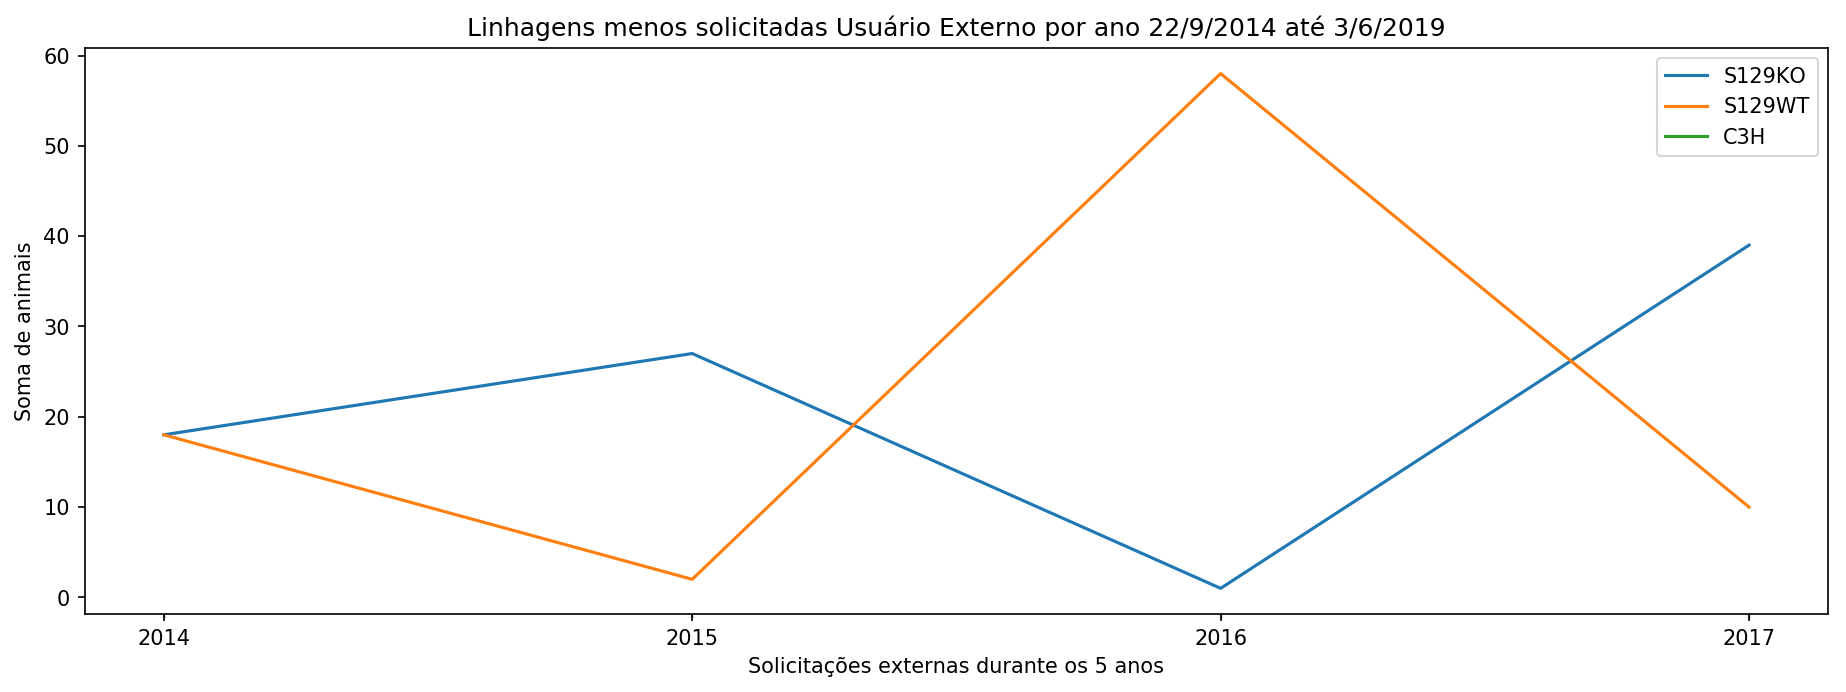 Linhagens menos solicitadas Usuário Externo por ano 22/9/2014 até 3/6/2019
60
50
40
30
20
10
0
Soma de animais
S129KO
S129WT
C3H
2014 2015 2016 2017
Solicitações externas durante os 5 anos